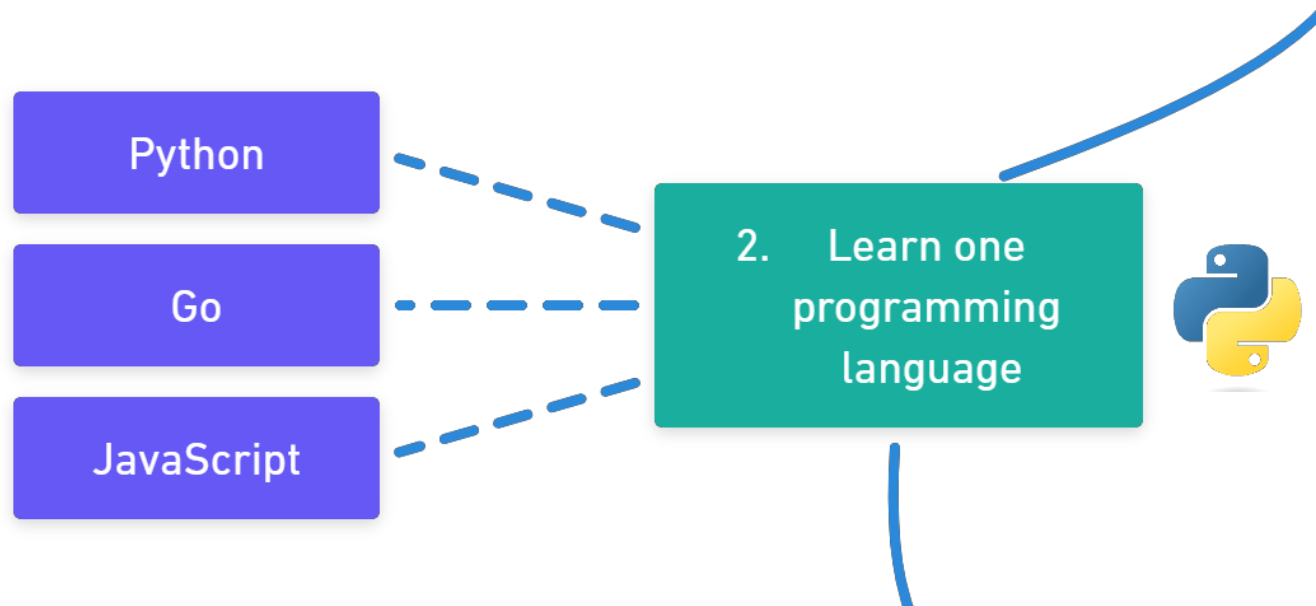 Python
Go
JavaScript
2. Learn one
programming
language